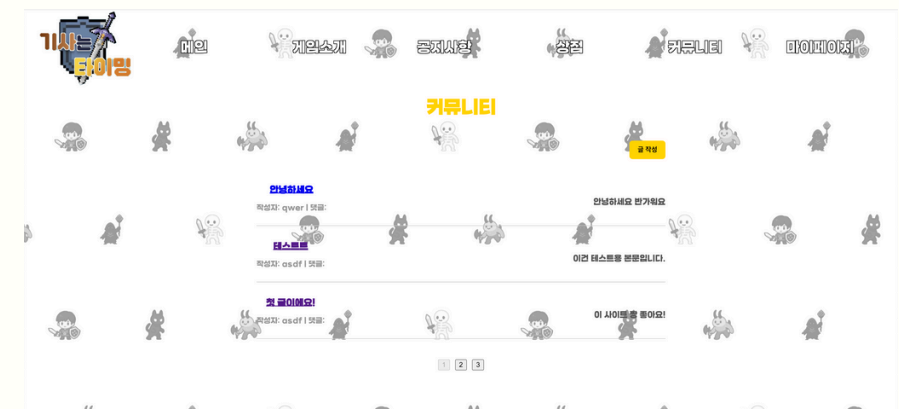 기사는
타이밍
메인 게임소개 공지사항 상점 커뮤니티 마이페이지
커뮤니티
글 작성
안녕하세요
작성자: qwer | 댓글:
안녕하세요 반가워요
테스트트
작성자: asdf | 댓글:
이건 테스트용 본문입니다.
첫 글이에요!
작성자: asdf | 댓글:
이 사이트 좋아요!
1 2 3